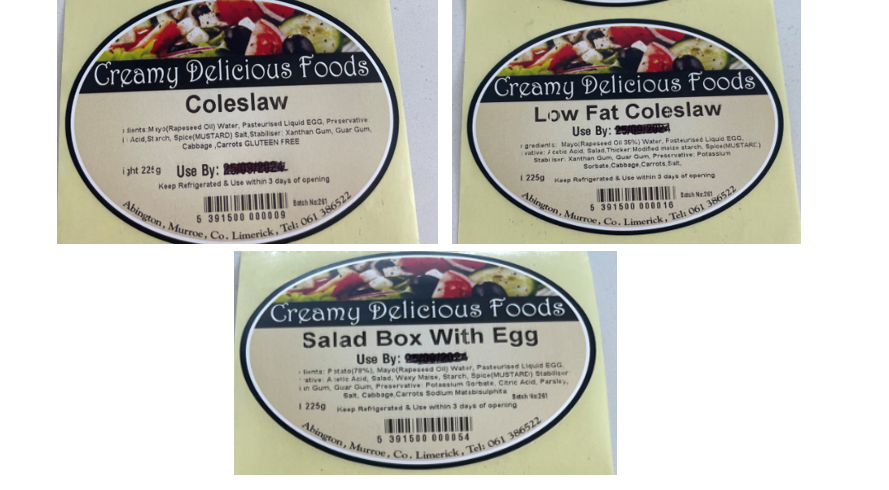 Creamy Delicious Foods
Coleslaw
Mayo(Rapeseed Oil) Water, Pasteurised Liquid EGG, Preservative
Acid,Starch, Spice(MUSTARD) Salt,Stabiliser: Xanthan Gum, Guar Gum,
Cabbage ,Carrots GLUTEEN FREE
225g Use By:
Keep Refrigerated & Use within 3 days of opening
Batch No:261
5 391500 000009
Abington, Murroe, Co. Limerick, Tel: 061 386522
Creamy Delicious Foods
Low Fat Coleslaw
Use By:
Mayo(Rapeseed Oil 35%) Water, Pasteurised Liquid EGG,
Acid, Salad,Thicker Modified maise starch, Spice(MUSTARD)
Stabiliser: Xanthan Gum, Guar Gum, Preservative: Potassium
Sorbate,Cabbage,Carrots,Salt,
225g Keep Refrigerated & Use within 3 days of opening
Batch No:261
5 391500 000016
Abington, Murroe, Co. Limerick, Tel: 061 386522
Creamy Delicious Foods
Salad Box With Egg
Use By:
Potato(79%), Mayo(Rapeseed Oil) Water, Pasteurised Liquid EGG,
Acid, Salad, Waxy Maise, Starch, Spice(MUSTARD) Stabiliser
Gum, Guar Gum, Preservative: Potassium Sorbate, Citric Acid, Parsley,
Salt, Cabbage,Carrots Sodium
Batch No:261
225g Keep Refrigerated & Use within 3 days of opening
5 391500 000054
Abington, Murroe, Co. Limerick, Tel: 061 386522